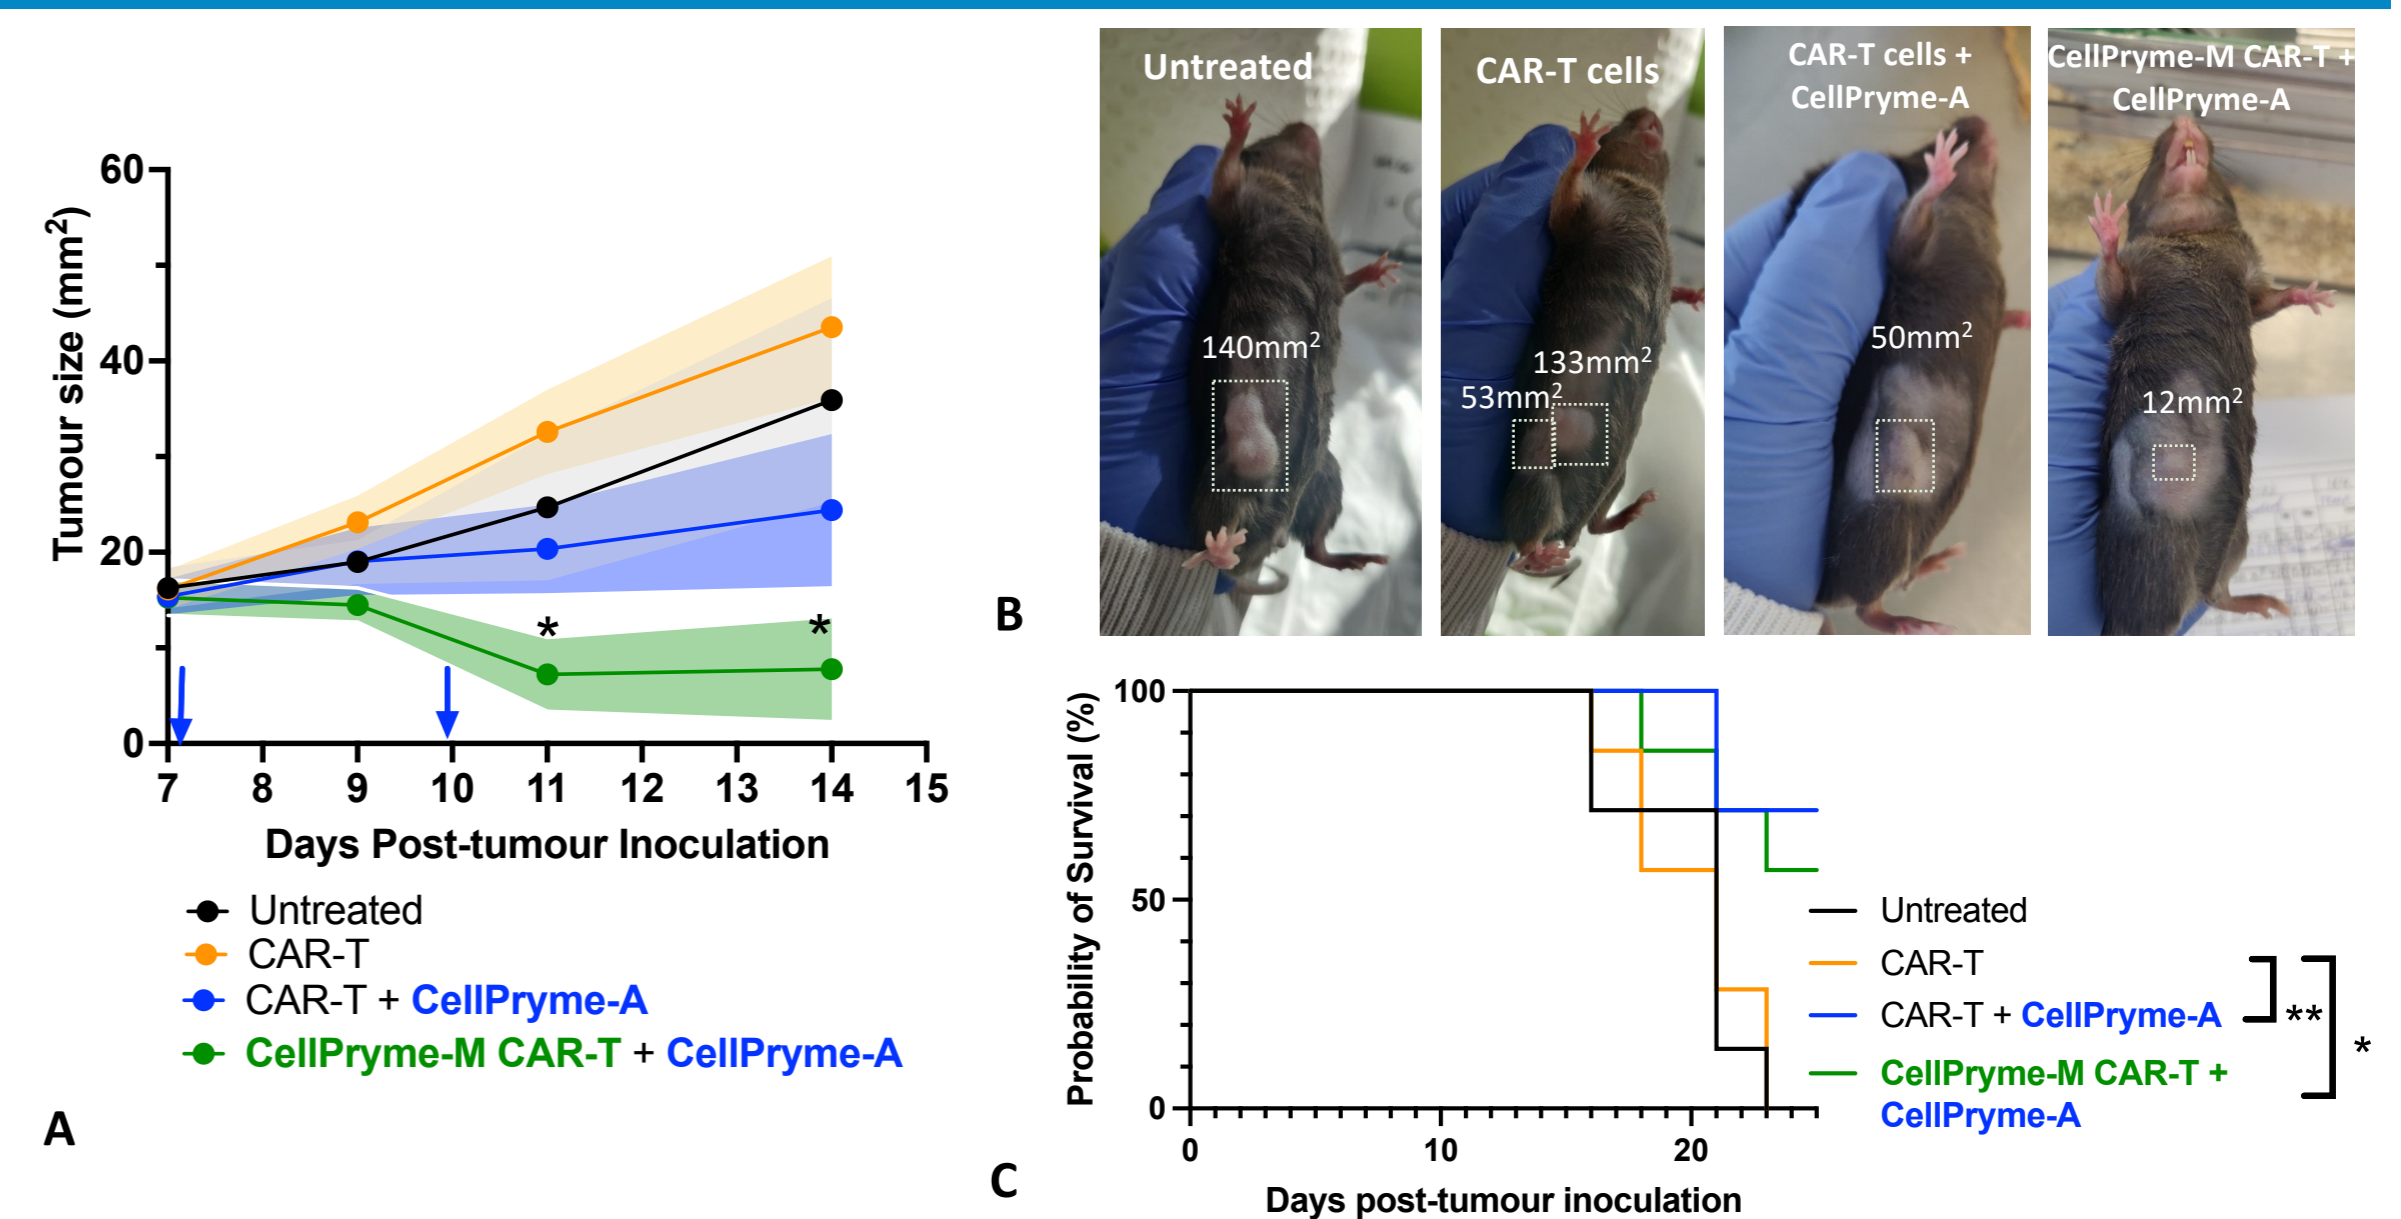 60
40
20
0
Tumour size (mm²)
7 8 9 10 11 12 13 14 15
* *
Days Post-tumour Inoculation
Untreated
CAR-T
CAR-T + CellPryme-A
CellPryme-M CAR-T + CellPryme-A
A
Untreated
140mm²
CAR-T cells
133mm²
53mm²
CAR-T cells +
CellPryme-A
50mm²
CellPryme-M CAR-T +
CellPryme-A
12mm²
B
100
50
0
Probability of Survival (%)
0 10 20
Days post-tumour inoculation
Untreated
CAR-T
CAR-T + CellPryme-A
CellPryme-M CAR-T +
CellPryme-A
**
*
C